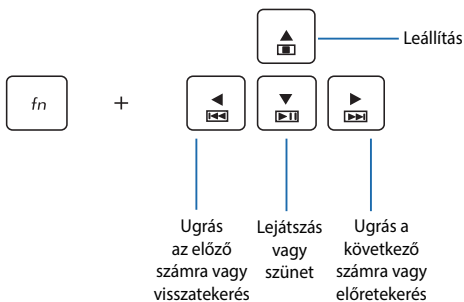 Leállítás
fn
+
Ugrás
az előző
számra vagy
visszatekerés
Lejátszás
vagy
szünet
Ugrás a
következő
számra vagy
előretekerés